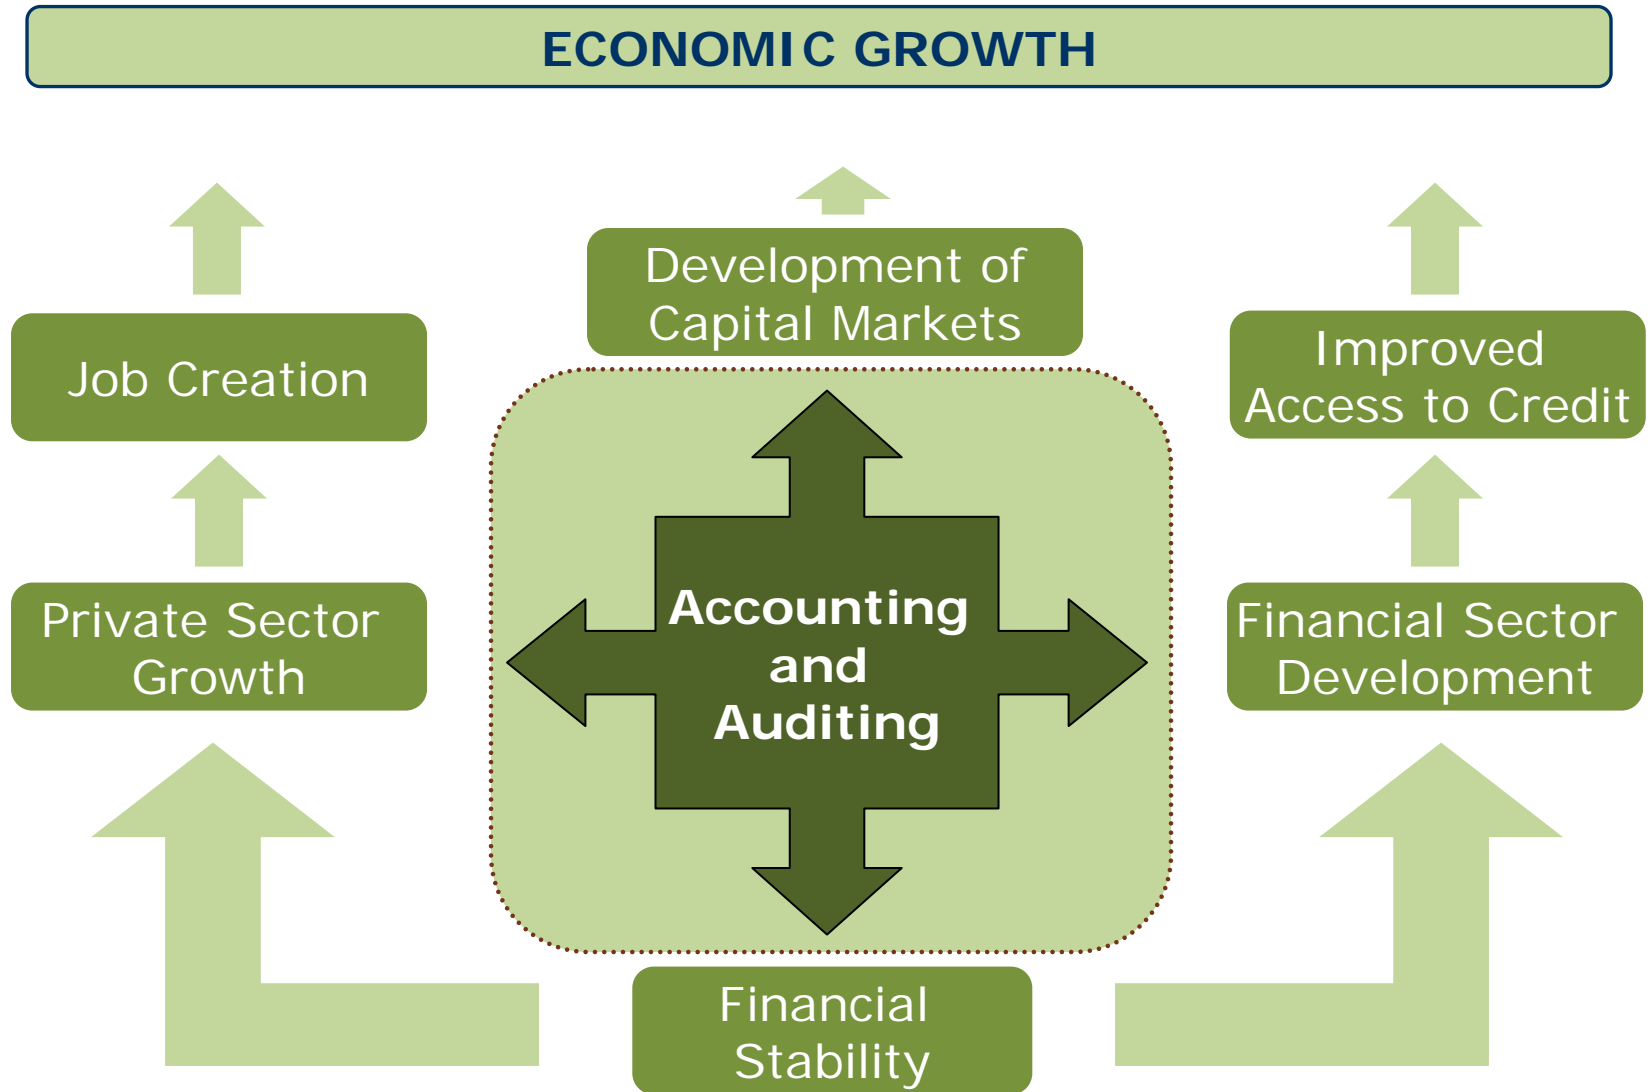 ECONOMIC GROWTH
Development of
Capital Markets
Job Creation
Improved
Access to Credit
Private Sector
Growth
Accounting
and
Auditing
Financial Sector
Development
Financial
Stability